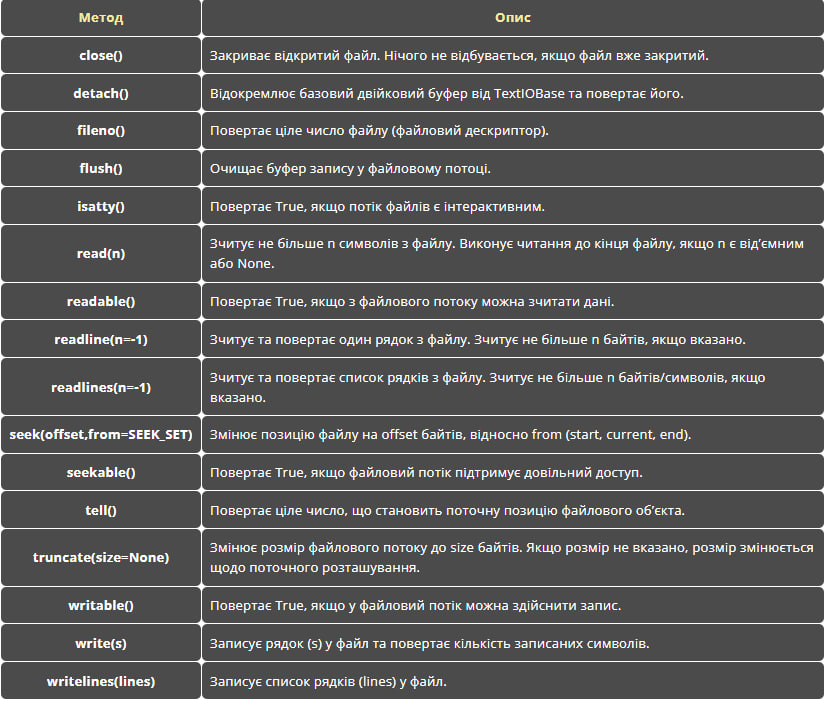 Метод Опис
close() Закриває відкритий файл. Нічого не відбувається, якщо файл вже закритий.
detach() Відокремлює базовий двійковий буфер від TextIOBase та повертає його.
fileno() Повертає ціле число файлу (файловий дескриптор).
flush() Очищає буфер запису у файловому потоці.
isatty() Повертає True, якщо потік файлів є інтерактивним.
read(n) Зчитує не більше n символів з файлу. Виконує читання до кінця файлу, якщо n є від’ємним
або None.
readable() Повертає True, якщо з файлового потоку можна зчитати дані.
readline(n=-1) Зчитує та повертає один рядок з файлу. Зчитує не більше n байтів, якщо вказано.
readlines(n=-1) Зчитує та повертає список рядків з файлу. Зчитує не більше n байтів/символів, якщо
вказано.
seek(offset,from=SEEK_SET) Змінює позицію файлу на offset байтів, відносно from (start, current, end).
seekable() Повертає True, якщо файловий потік підтримує довільний доступ.
tell() Повертає ціле число, що становить поточну позицію файлового об’єкта.
truncate(size=None) Змінює розмір файлового потоку до size байтів. Якщо розмір не вказано, розмір змінюється
щодо поточного розташування.
writable() Повертає True, якщо у файловий потік можна здійснити запис.
write(s) Записує рядок (s) у файл та повертає кількість записаних символів.
writelines(lines) Записує список рядків (lines) у файл.